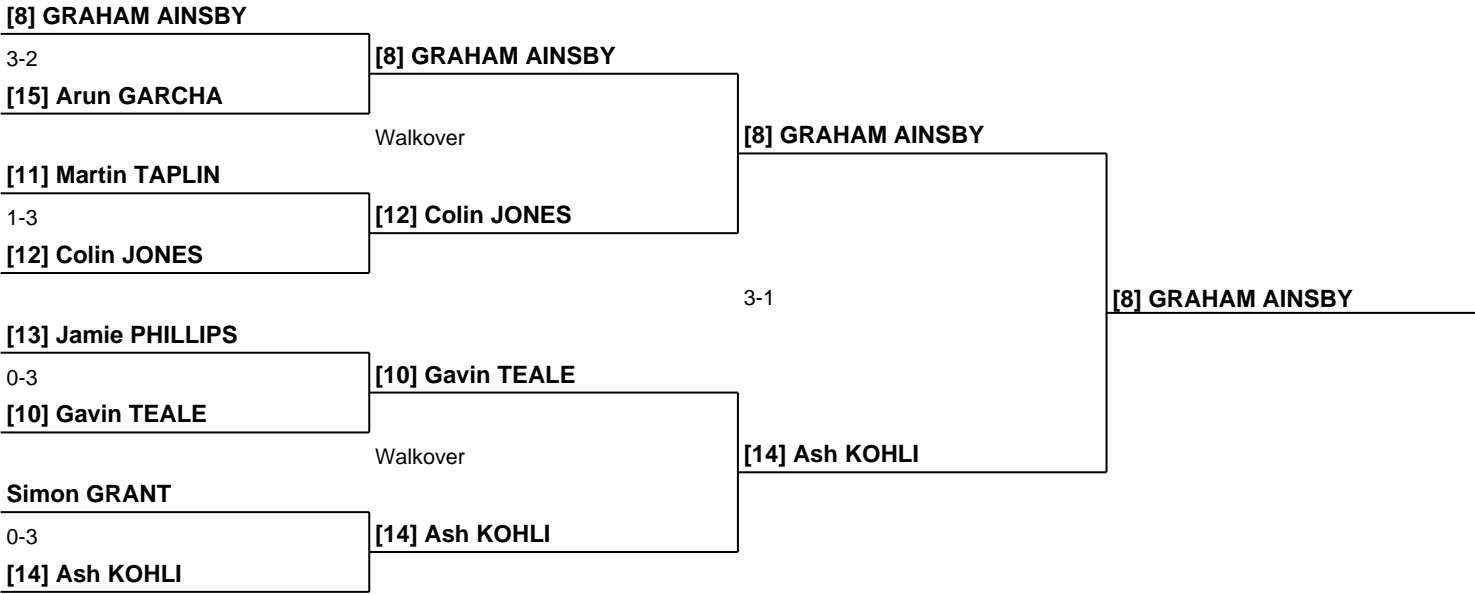 [8] GRAHAM AINSBY
3-2
[15] Arun GARCHA
[11] Martin TAPLIN
1-3
[12] Colin JONES
[13] Jamie PHILLIPS
0-3
[10] Gavin TEALE
Simon GRANT
0-3
[14] Ash KOHLI
[8] GRAHAM AINSBY
Walkover
[12] Colin JONES
[10] Gavin TEALE
Walkover
[14] Ash KOHLI
[8] GRAHAM AINSBY
3-1
[14] Ash KOHLI
[8] GRAHAM AINSBY